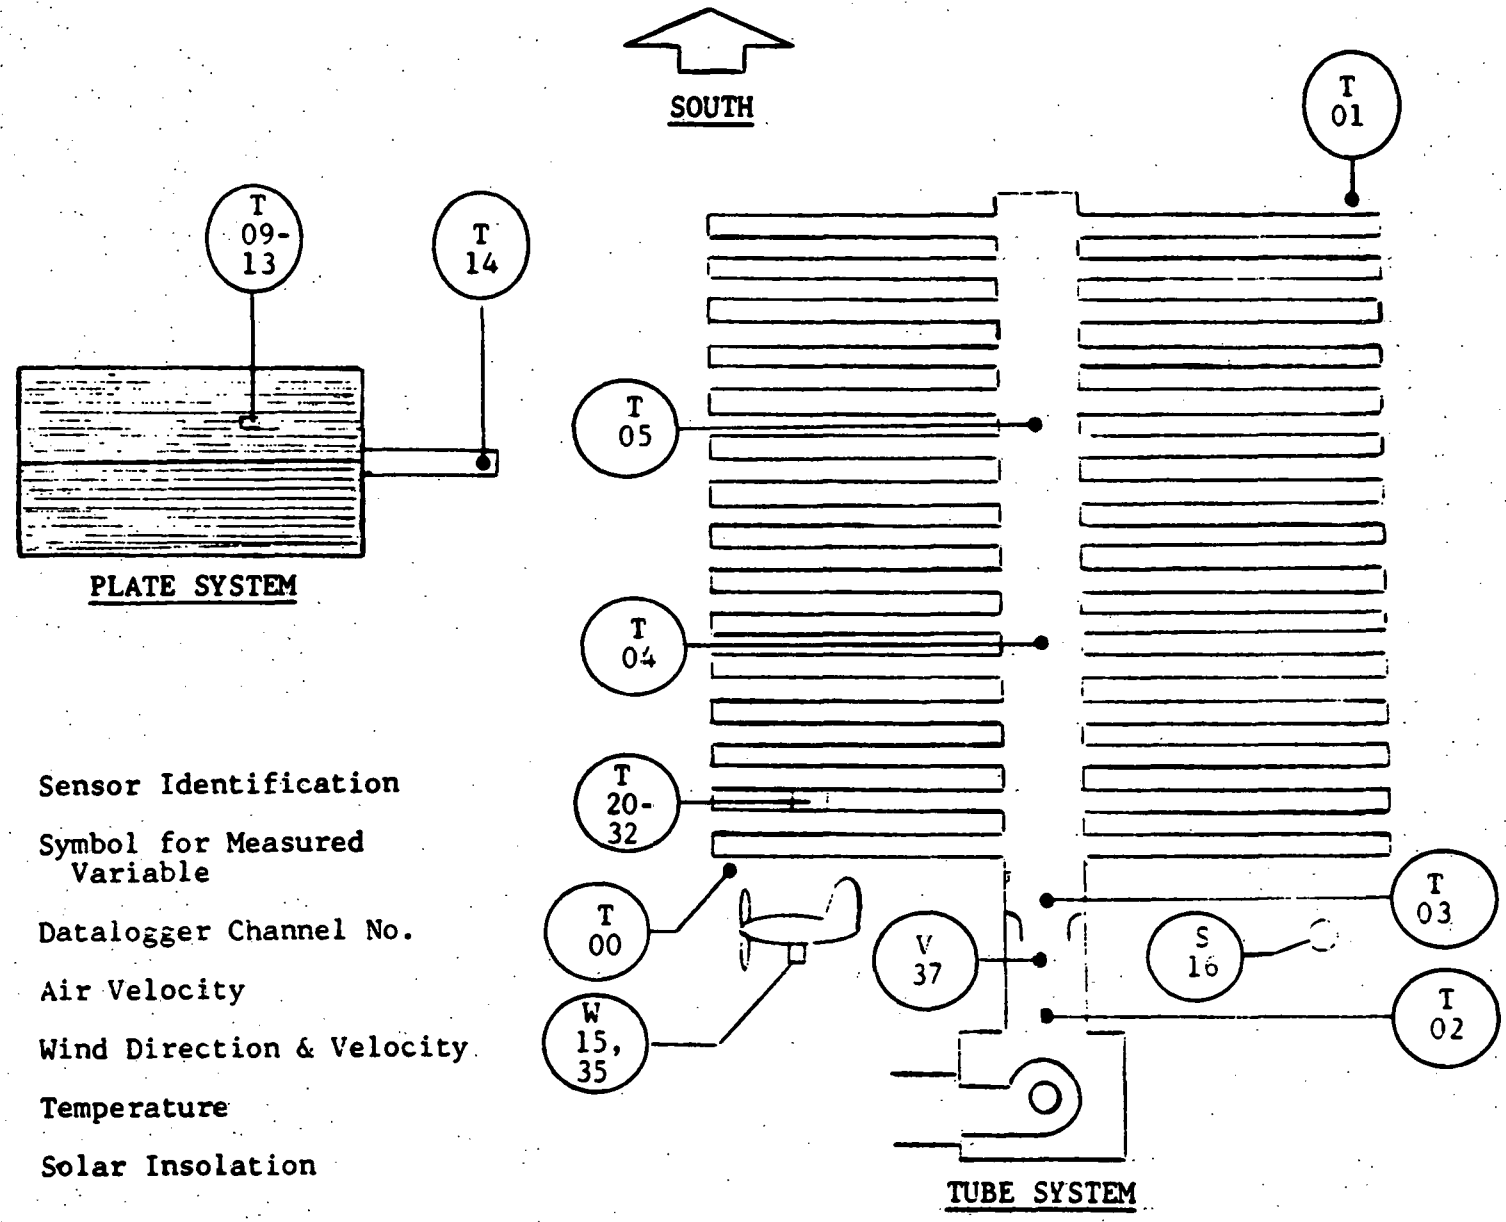 SOUTH
T
01
T
09-
13
T
14
T
05
PLATE SYSTEM
T
04
Sensor Identification
Symbol for Measured
Variable
Datalogger Channel No.
Air Velocity
Wind Direction & Velocity
Temperature
Solar Insolation
T
20-
32
T
00
W
15,
35
V
37
T
03
S
16
T
02
TUBE SYSTEM